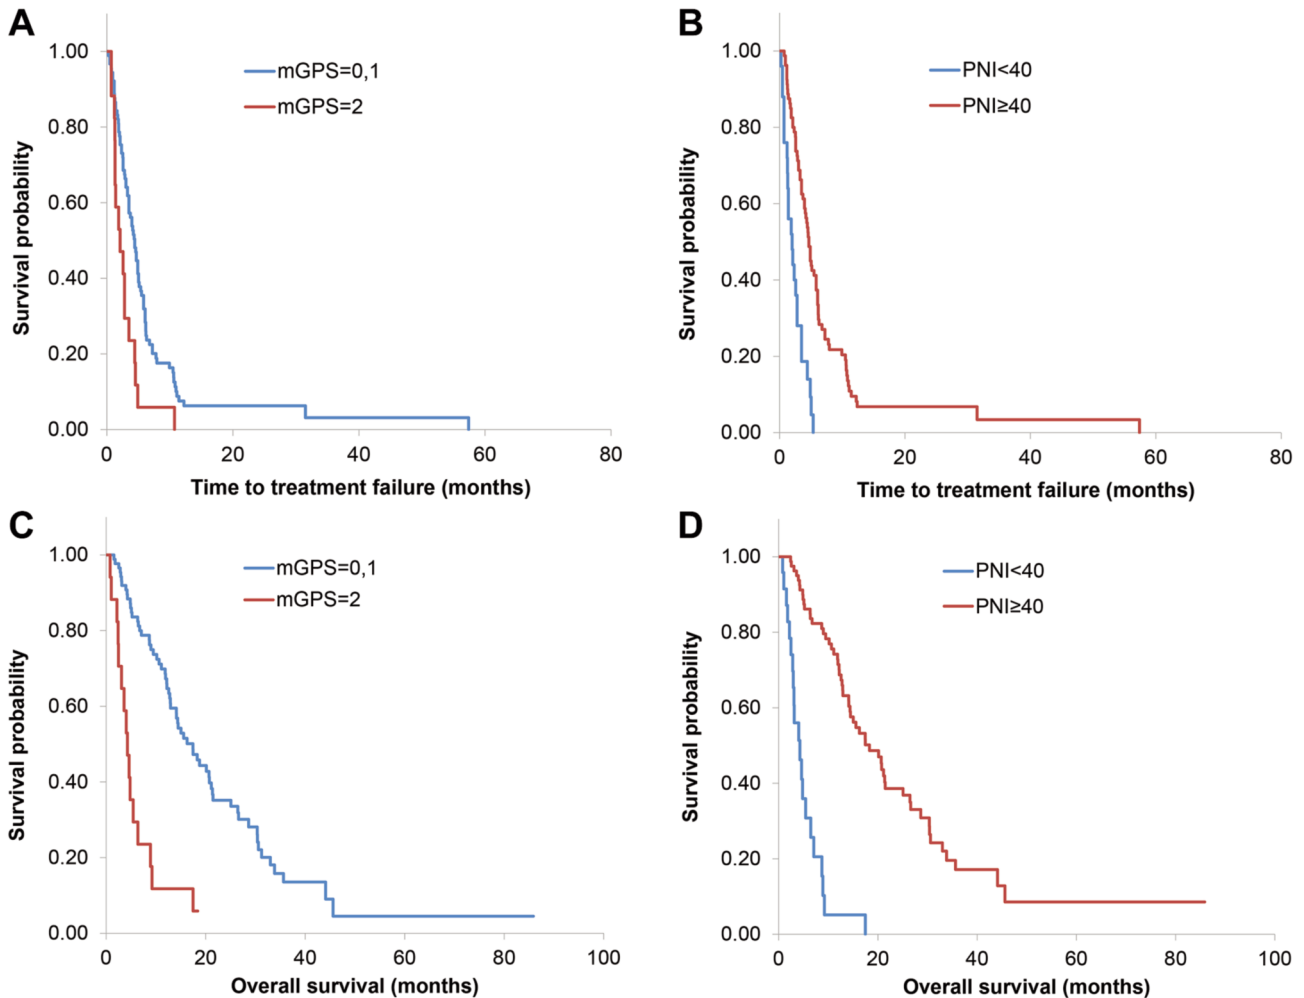 A
Survival probability
1.00
0.80
0.60
0.40
0.20
0.00
mGPS=0,1
mGPS=2
0 20 40 60 80
Time to treatment failure (months)
B
Survival probability
1.00
0.80
0.60
0.40
0.20
0.00
PNI<40
PNI≥40
0 20 40 60 80
Time to treatment failure (months)
C
Survival probability
1.00
0.80
0.60
0.40
0.20
0.00
mGPS=0,1
mGPS=2
0 20 40 60 80 100
Overall survival (months)
D
Survival probability
1.00
0.80
0.60
0.40
0.20
0.00
PNI<40
PNI≥40
0 20 40 60 80 100
Overall survival (months)